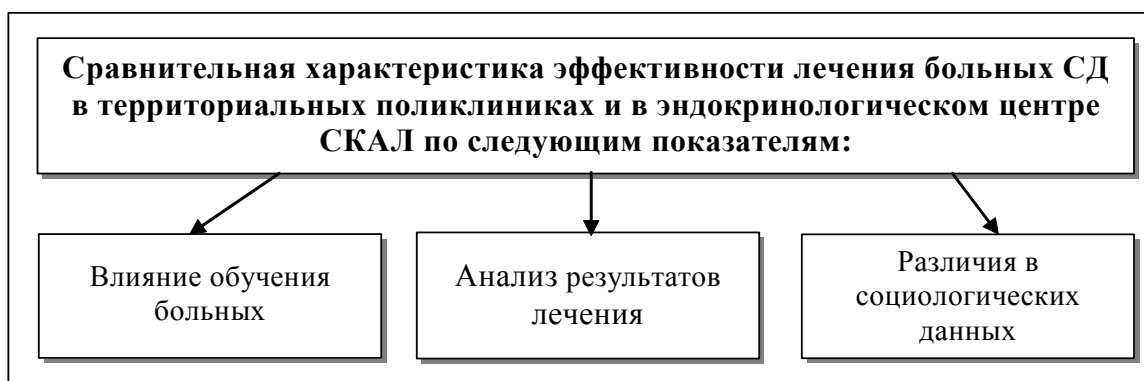 Сравнительная характеристика эффективности лечения больных СД
в территориальных поликлиниках и в эндокринологическом центре
СКАЛ по следующим показателям:
Влияние обучения
больных
Анализ результатов
лечения
Различия в
социологических
данных